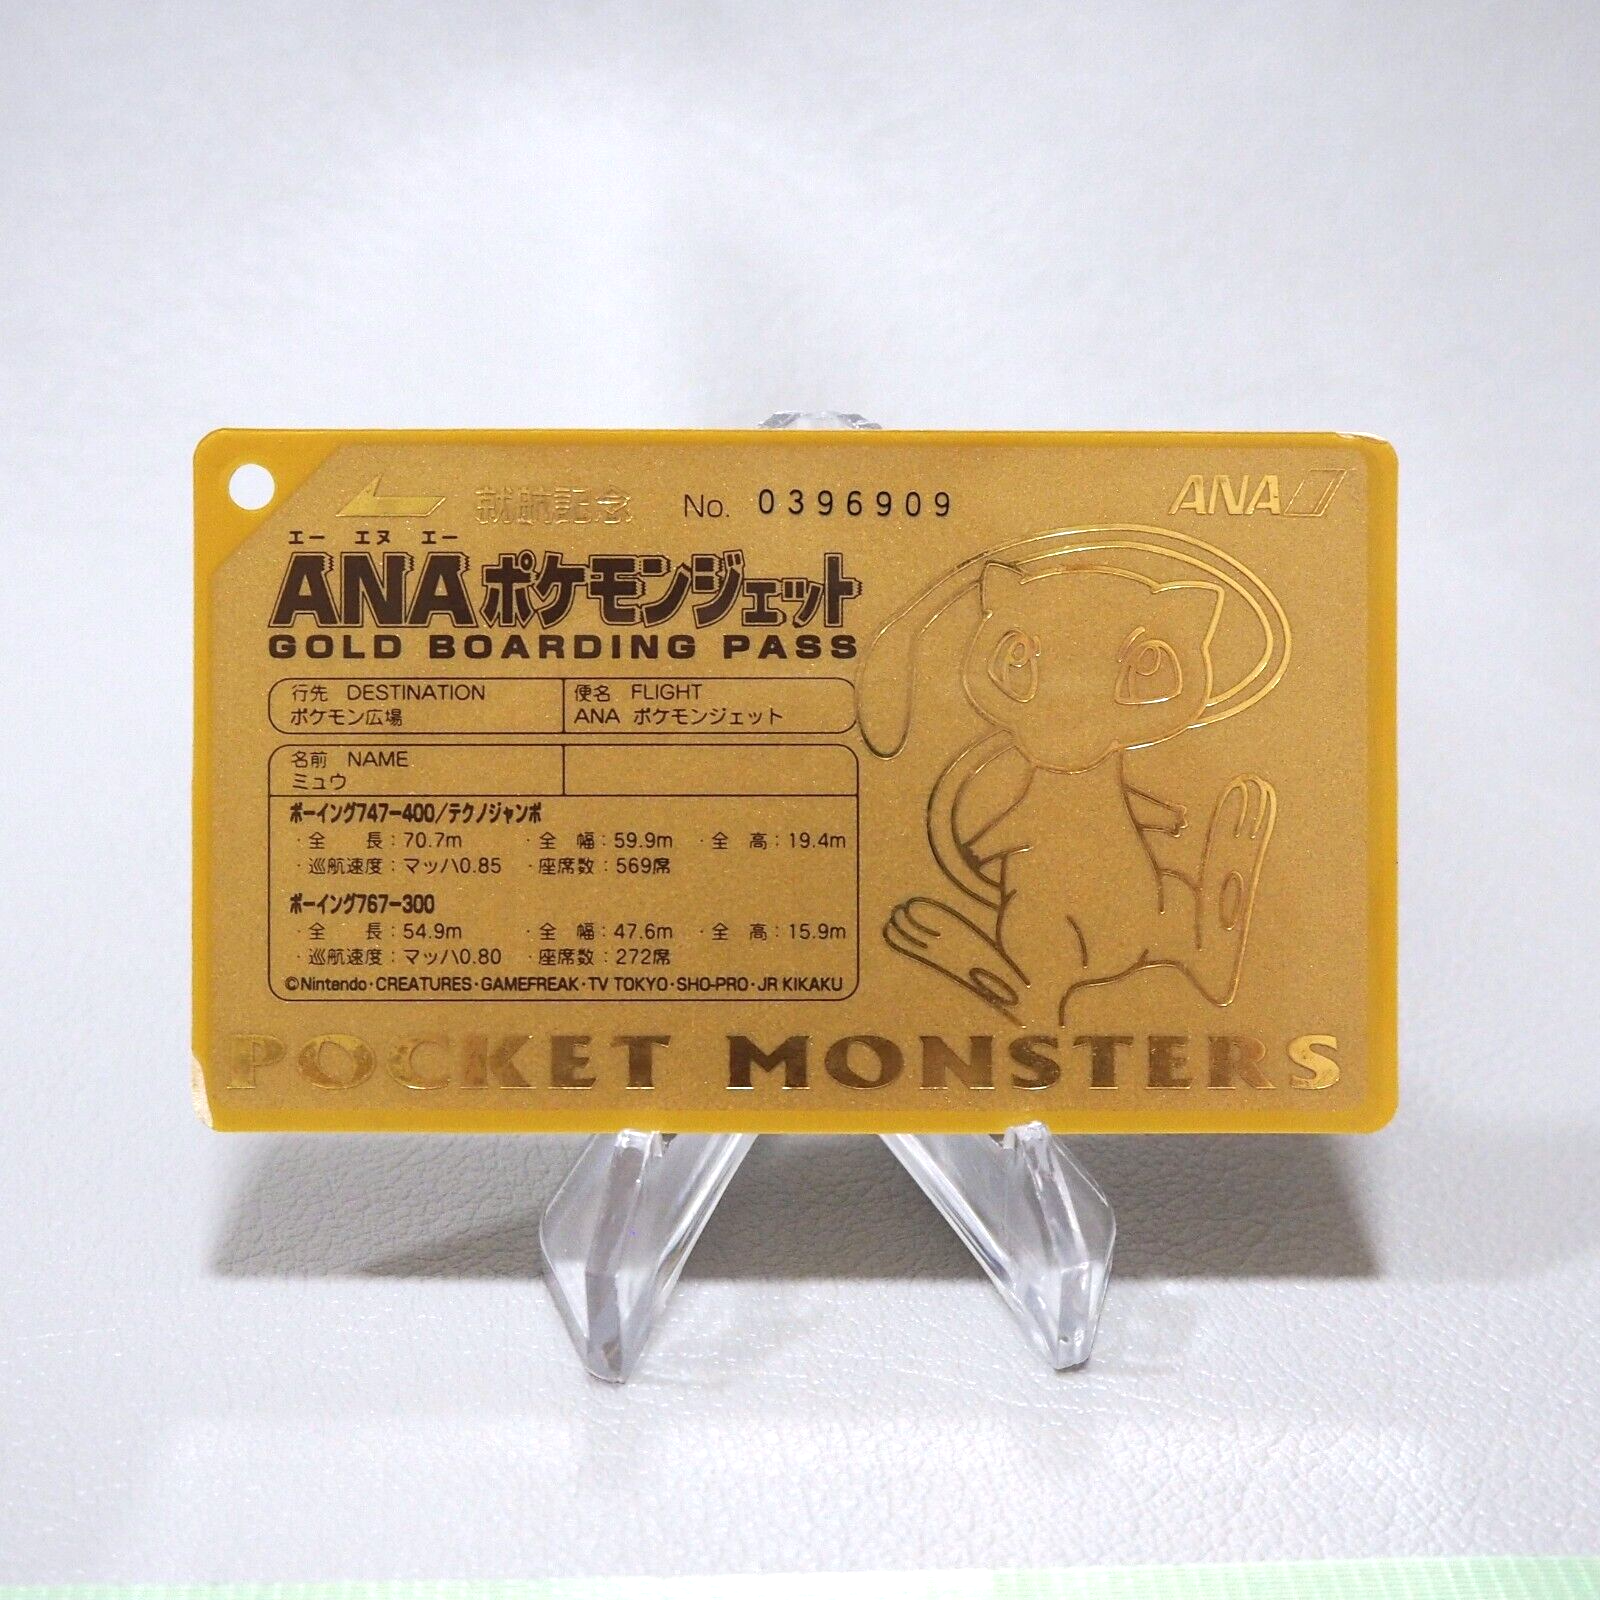 就航記念 No. 0396909 ANA
エー エヌ エー
ANAポケモンジェット
GOLD BOARDING PASS
行先 DESTINATION
ポケモン広場
便名 FLIGHT
ANA ポケモンジェット
名前 NAME
ミュウ
ボーイング747-400/テクノジャンボ
・全 長：70.7m ・全 幅：59.9m ・全 高：19.4m
・巡航速度：マッハ0.85 ・座席数：569席
ボーイング767-300
・全 長：54.9m ・全 幅：47.6m ・全 高：15.9m
・巡航速度：マッハ0.80 ・座席数：272席
©Nintendo・CREATURES・GAMEFREAK・TV TOKYO・SHO-PRO・JR KIKAKU
POCKET MONSTERS